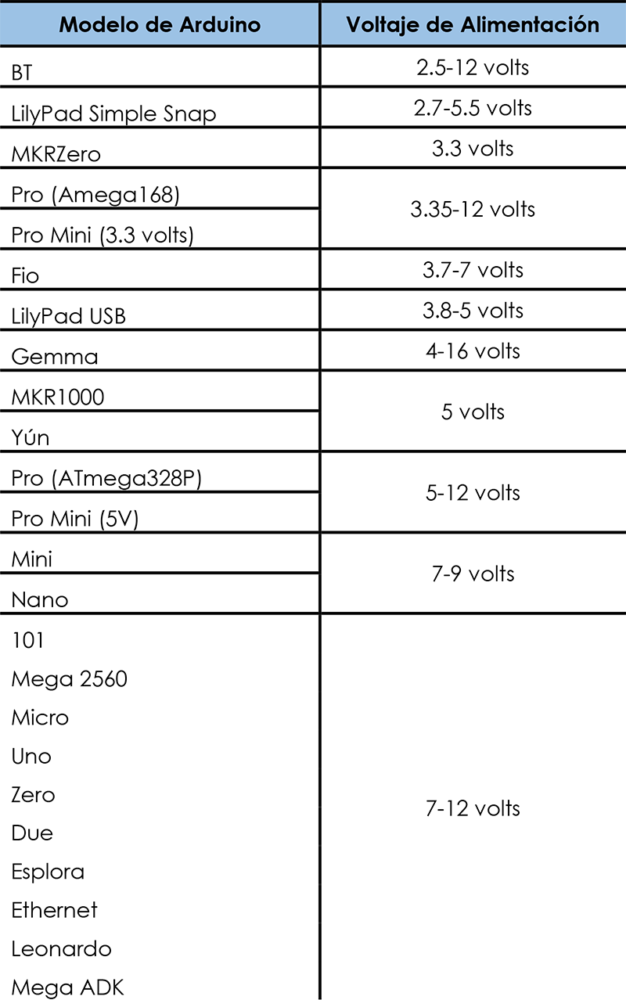 Modelo de Arduino Voltaje de Alimentación
BT 2.5-12 volts
LilyPad Simple Snap 2.7-5.5 volts
MKRZero 3.3 volts
Pro (Amega168)
3.35-12 volts
Pro Mini (3.3 volts)
Fio 3.7-7 volts
LilyPad USB 3.8-5 volts
Gemma 4-16 volts
MKR1000
5 volts
Yún
Pro (ATmega328P)
5-12 volts
Pro Mini (5V)
Mini
7-9 volts
Nano
101
Mega 2560
Micro
Uno
Zero
7-12 volts
Due
Esplora
Ethernet
Leonardo
Mega ADK